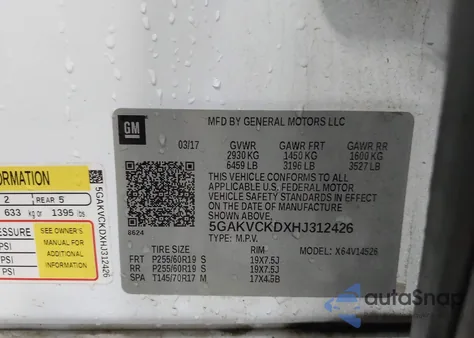 ORMATION
2 REAR 5
633 kg or 1395 lbs
ESSURE SEE OWNER'S
MANUAL FOR
ADDITIONAL
INFORMATION
PSI
PSI
PSI
5GAKVCKDXHJ312426
GM
MFD BY GENERAL MOTORS LLC
03/17 GVWR GAWR FRT GAWR RR
2930 KG 1450 KG 1600 KG
6459 LB 3196 LB 3527 LB
THIS VEHICLE CONFORMS TO ALL
APPLICABLE U.S. FEDERAL MOTOR
VEHICLE SAFETY STANDARDS IN EFFECT
ON THE DATE OF MANUFACTURE
SHOWN ABOVE.
5GAKVCKDXHJ312426
8624
TYPE: M.P.V. MODEL: X64V14526
TIRE SIZE RIM
FRT P255/60R19 S 19X7.5J
RR P255/60R19 S 19X7.5J
SPA T145/70R17 M 17X4.5B
autoSnap